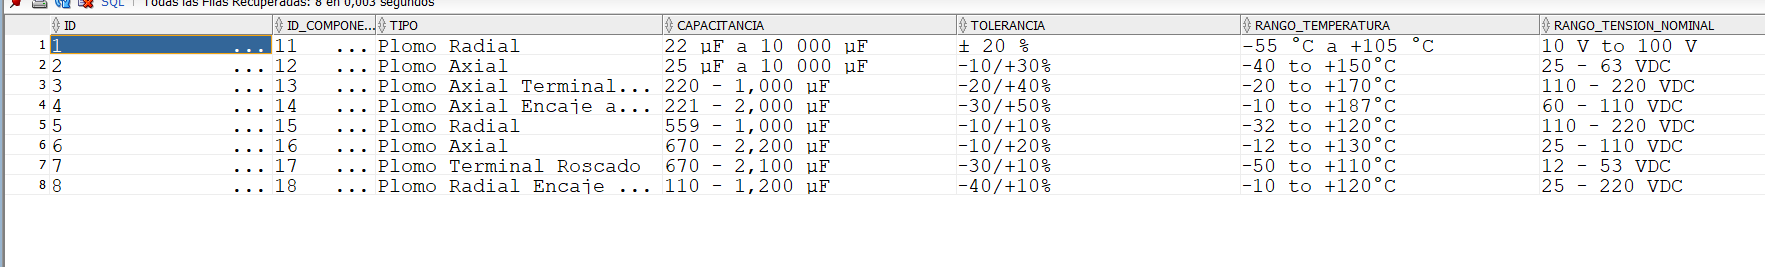 SQL | Todas las Filas Recuperadas: 8 en 0,003 segundos
ID ID_COMPONE... TIPO CAPACITANCIA TOLERANCIA RANGO_TEMPERATURA RANGO_TENSION_NOMINAL
1 1 ... 11 ... Plomo Radial 22 µF a 10 000 µF ± 20 % -55 °C a +105 °C 10 V to 100 V
2 2 ... 12 ... Plomo Axial 25 µF a 10 000 µF -10/+30% -40 to +150°C 25 - 63 VDC
3 3 ... 13 ... Plomo Axial Terminal... 220 - 1,000 µF -20/+40% -20 to +170°C 110 - 220 VDC
4 4 ... 14 ... Plomo Axial Encaje a... 221 - 2,000 µF -30/+50% -10 to +187°C 60 - 110 VDC
5 5 ... 15 ... Plomo Radial 559 - 1,000 µF -10/+10% -32 to +120°C 110 - 220 VDC
6 6 ... 16 ... Plomo Axial 670 - 2,200 µF -10/+20% -12 to +130°C 25 - 110 VDC
7 7 ... 17 ... Plomo Terminal Roscado 670 - 2,100 µF -30/+10% -50 to +110°C 12 - 53 VDC
8 8 ... 18 ... Plomo Radial Encaje ... 110 - 1,200 µF -40/+10% -10 to +120°C 25 - 220 VDC